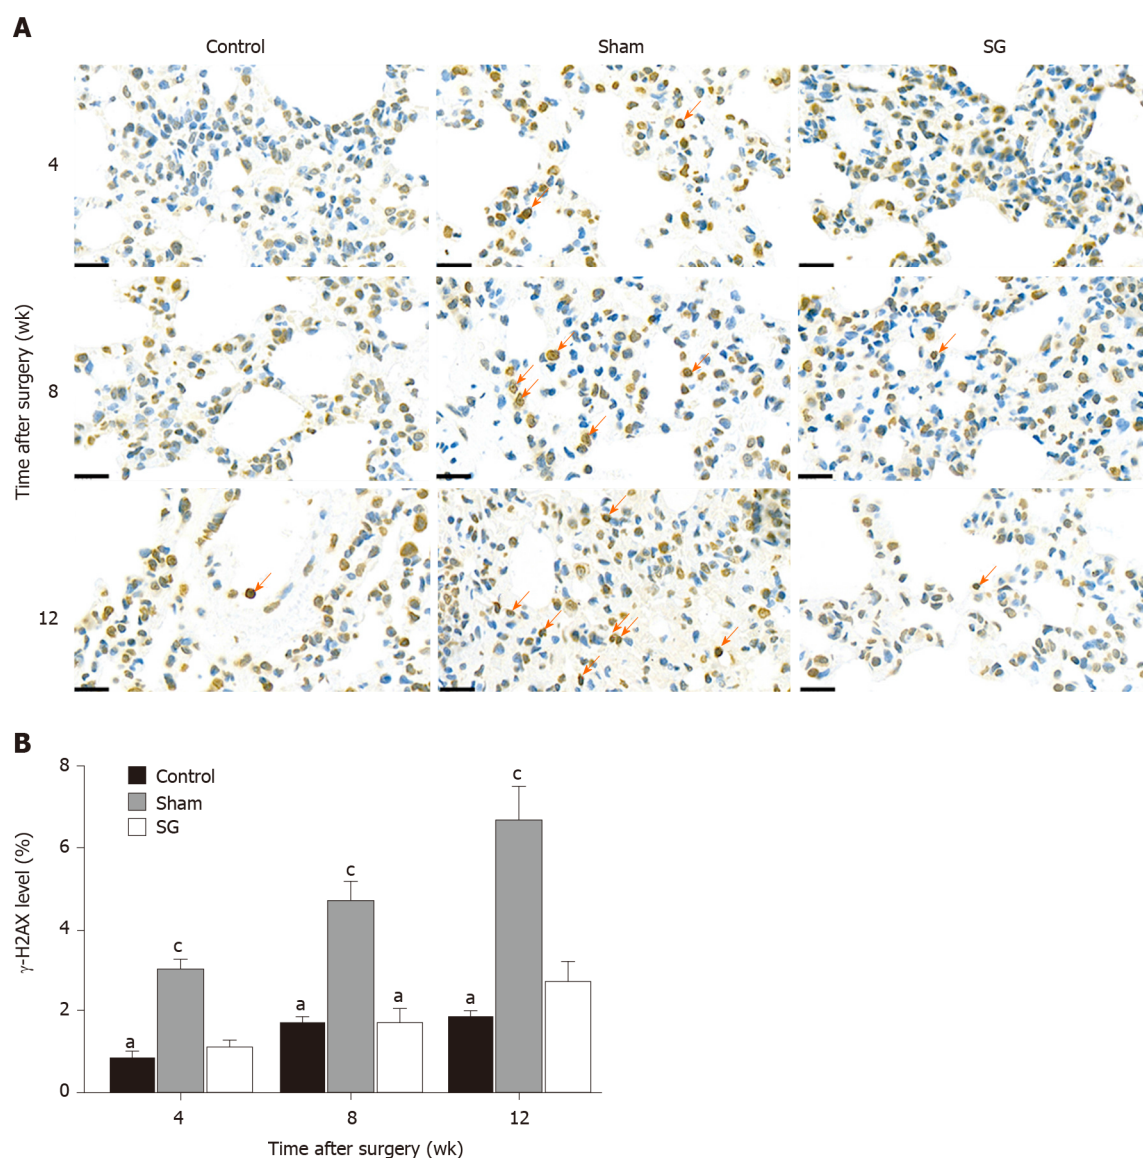 A
Control Sham SG
4
8
12
Time after surgery (wk)
B
γ-H2AX level (%)
8
6
4
2
0
Control
Sham
SG
a c
a c a
a c
4 8 12
Time after surgery (wk)